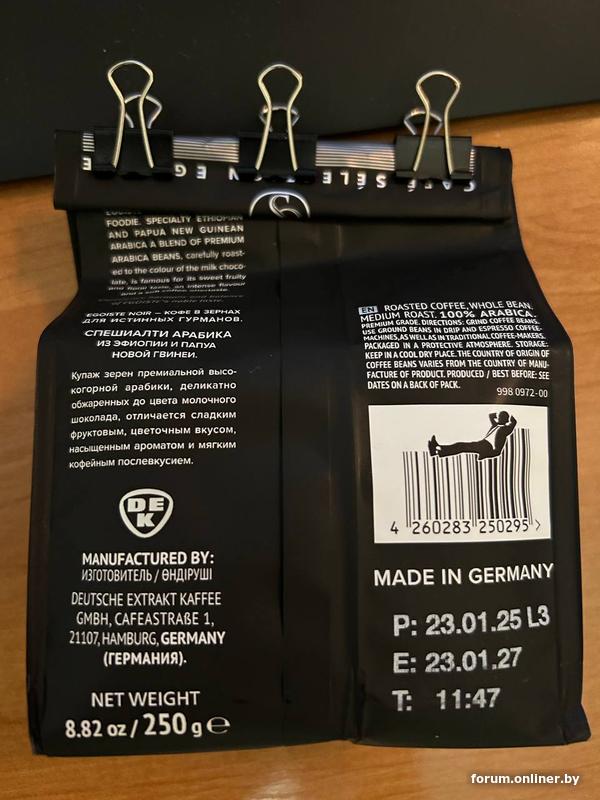 CAFÉ SÉLE
N EG
E
FOODIE. SPECIALTY ETHIOPIAN
AND PAPUA NEW GUINEAN
ARABICA A BLEND OF PREMIUM
ARABICA BEANS, carefully roast-
ed to the colour of the milk choco-
late, is famous for its sweet fruity
and floral taste, an intense flavour
EGOISTE NOIR – КОФЕ В ЗЕРНАХ
ДЛЯ ИСТИННЫХ ГУРМАНОВ.
СПЕШИАЛТИ АРАБИКА
ИЗ ЭФИОПИИ И ПАПУА
НОВОЙ ГВИНЕИ.
Купаж зерен премиальной высо-
когорной арабики, деликатно
обжаренных до цвета молочного
шоколада, отличается сладким
фруктовым, цветочным вкусом,
насыщенным ароматом и мягким
кофейным послевкусием.
DEK
MANUFACTURED BY:
ИЗГОТОВИТЕЛЬ / ӨНДІРУШІ
DEUTSCHE EXTRAKT KAFFEE
GMBH, CAFEASTRAßE 1,
21107, HAMBURG, GERMANY
(ГЕРМАНИЯ).
NET WEIGHT
8.82 oz / 250 g ℮
EN ROASTED COFFEE, WHOLE BEAN,
MEDIUM ROAST. 100% ARABICA.
PREMIUM GRADE. DIRECTIONS: GRIND COFFEE BEANS.
USE GROUND BEANS IN DRIP AND ESPRESSO COFFEE-
MACHINES, AS WELL AS IN TRADITIONAL COFFEE-MAKERS.
PACKAGED IN A PROTECTIVE ATMOSPHERE. STORAGE:
KEEP IN A COOL DRY PLACE. THE COUNTRY OF ORIGIN OF
COFFEE BEANS VARIES FROM THE COUNTRY OF MANU-
FACTURE OF PRODUCT. PRODUCED / BEST BEFORE: SEE
DATES ON A BACK OF PACK.
998 0972-00
4 260283 250295 >
MADE IN GERMANY
P: 23.01.25 L3
E: 23.01.27
T: 11:47
forum.onliner.by